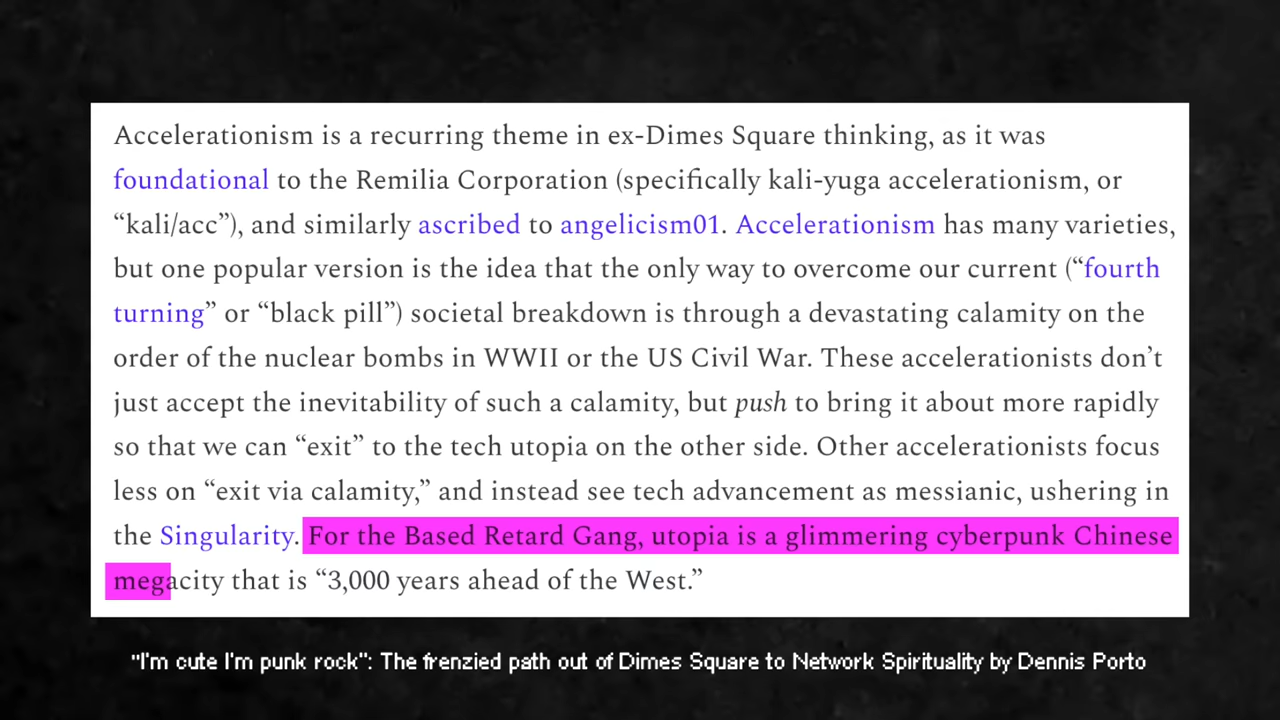 Accelerationism is a recurring theme in ex-Dimes Square thinking, as it was
foundational to the Remilia Corporation (specifically kali-yuga accelerationism, or
“kali/acc”), and similarly ascribed to angelicism01. Accelerationism has many varieties,
but one popular version is the idea that the only way to overcome our current (“fourth
turning” or “black pill”) societal breakdown is through a devastating calamity on the
order of the nuclear bombs in WWII or the US Civil War. These accelerationists don’t
just accept the inevitability of such a calamity, but push to bring it about more rapidly
so that we can “exit” to the tech utopia on the other side. Other accelerationists focus
less on “exit via calamity,” and instead see tech advancement as messianic, ushering in
the Singularity. For the Based Retard Gang, utopia is a glimmering cyberpunk Chinese
megacity that is “3,000 years ahead of the West.”
"I'm cute I'm punk rock": The frenzied path out of Dimes Square to Network Spirituality by Dennis Porto